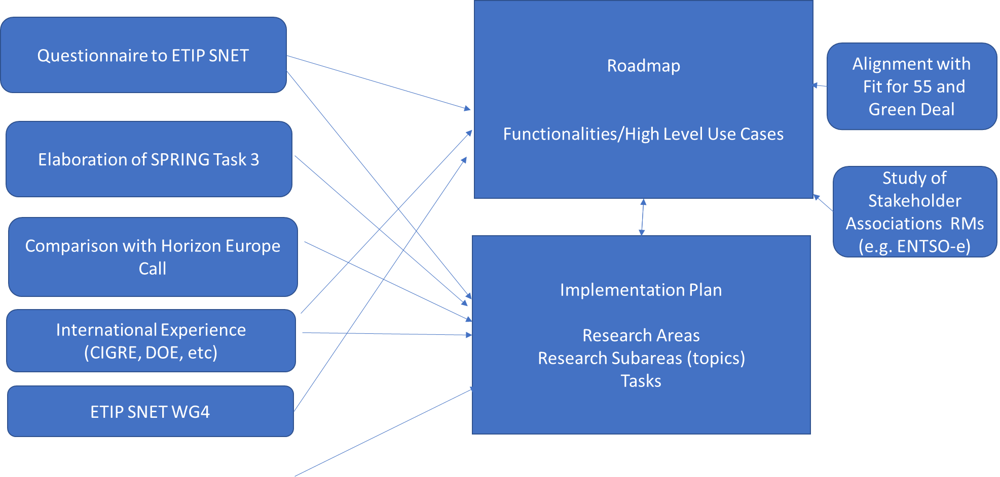 Questionnaire to ETIP SNET
Elaboration of SPRING Task 3
Comparison with Horizon Europe
Call
International Experience
(CIGRE, DOE, etc)
ETIP SNET WG4
Roadmap
Functionalities/High Level Use Cases
Implementation Plan
Research Areas
Research Subareas (topics)
Tasks
Alignment with
Fit for 55 and
Green Deal
Study of
Stakeholder
Associations  RMs
(e.g. ENTSO-e)